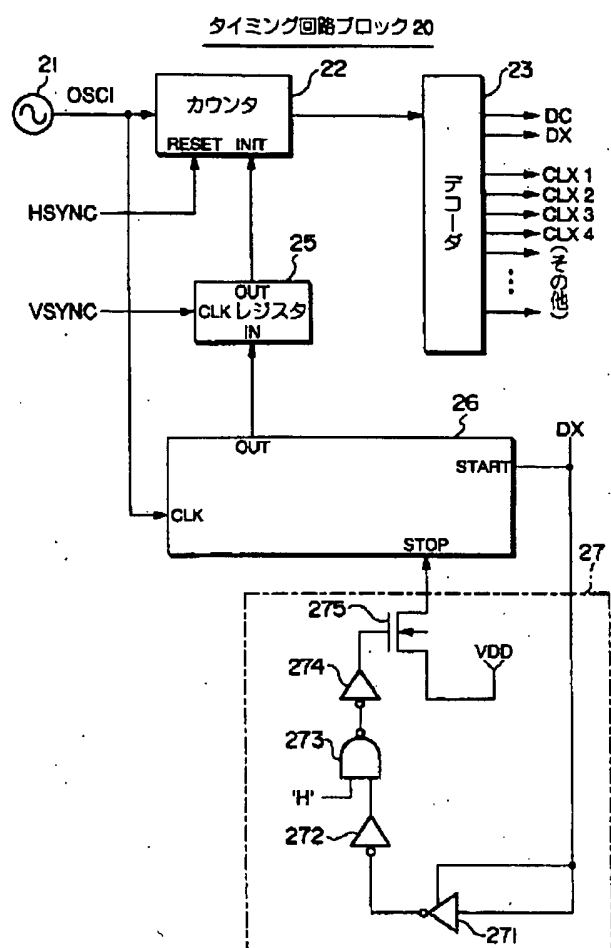 タイミング回路ブロック20
21
OSCI
22
カウンタ
RESET INIT
23
デコーダ
DC
DX
CLX 1
CLX 2
CLX 3
CLX 4
(その他)
HSYNC
25
OUT
CLK レジスタ
IN
VSYNC
26
OUT
START
DX
CLK
STOP
27
275
VDD
274
273
'H'
272
271